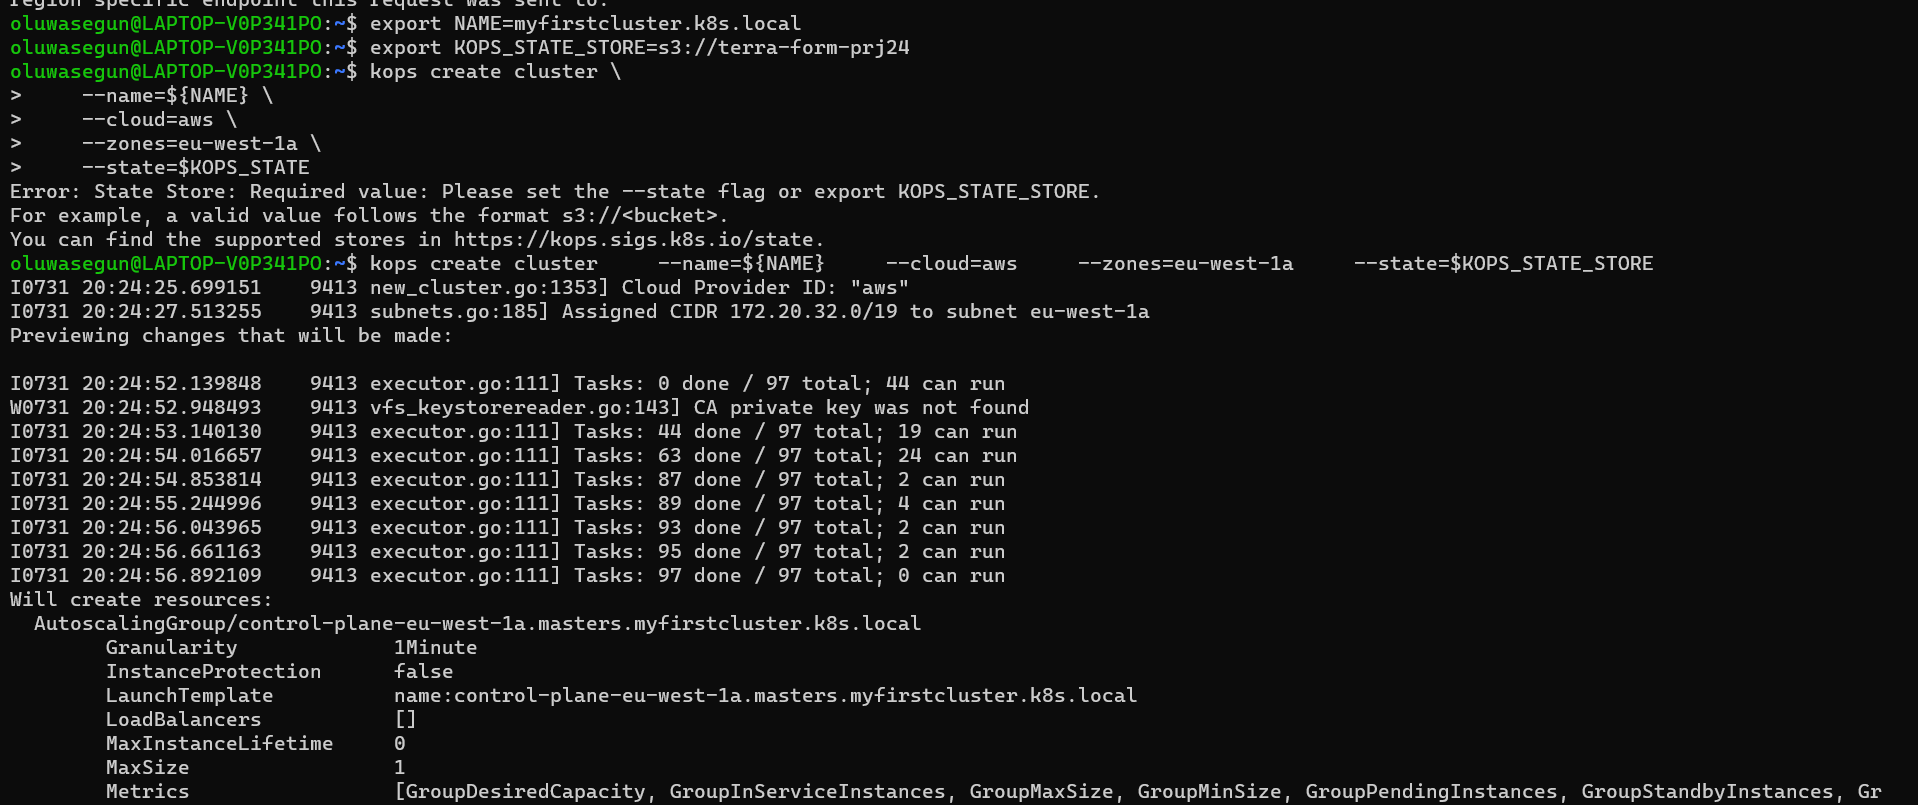 region specific endpoint this request was sent to.
oluwasegun@LAPTOP-V0P341PO:~$ export NAME=myfirstcluster.k8s.local
oluwasegun@LAPTOP-V0P341PO:~$ export KOPS_STATE_STORE=s3://terra-form-prj24
oluwasegun@LAPTOP-V0P341PO:~$ kops create cluster \
>     --name=${NAME} \
>     --cloud=aws \
>     --zones=eu-west-1a \
>     --state=$KOPS_STATE
Error: State Store: Required value: Please set the --state flag or export KOPS_STATE_STORE.
For example, a valid value follows the format s3://<bucket>.
You can find the supported stores in https://kops.sigs.k8s.io/state.
oluwasegun@LAPTOP-V0P341PO:~$ kops create cluster     --name=${NAME}     --cloud=aws     --zones=eu-west-1a     --state=$KOPS_STATE_STORE
I0731 20:24:25.699151    9413 new_cluster.go:1353] Cloud Provider ID: "aws"
I0731 20:24:27.513255    9413 subnets.go:185] Assigned CIDR 172.20.32.0/19 to subnet eu-west-1a
Previewing changes that will be made:

I0731 20:24:52.139848    9413 executor.go:111] Tasks: 0 done / 97 total; 44 can run
W0731 20:24:52.948493    9413 vfs_keystorereader.go:143] CA private key was not found
I0731 20:24:53.140130    9413 executor.go:111] Tasks: 44 done / 97 total; 19 can run
I0731 20:24:54.016657    9413 executor.go:111] Tasks: 63 done / 97 total; 24 can run
I0731 20:24:54.853814    9413 executor.go:111] Tasks: 87 done / 97 total; 2 can run
I0731 20:24:55.244996    9413 executor.go:111] Tasks: 89 done / 97 total; 4 can run
I0731 20:24:56.043965    9413 executor.go:111] Tasks: 93 done / 97 total; 2 can run
I0731 20:24:56.661163    9413 executor.go:111] Tasks: 95 done / 97 total; 2 can run
I0731 20:24:56.892109    9413 executor.go:111] Tasks: 97 done / 97 total; 0 can run
Will create resources:
  AutoscalingGroup/control-plane-eu-west-1a.masters.myfirstcluster.k8s.local
        Granularity             1Minute
        InstanceProtection      false
        LaunchTemplate          name:control-plane-eu-west-1a.masters.myfirstcluster.k8s.local
        LoadBalancers           []
        MaxInstanceLifetime     0
        MaxSize                 1
        Metrics                 [GroupDesiredCapacity, GroupInServiceInstances, GroupMaxSize, GroupMinSize, GroupPendingInstances, GroupStandbyInstances, Gr